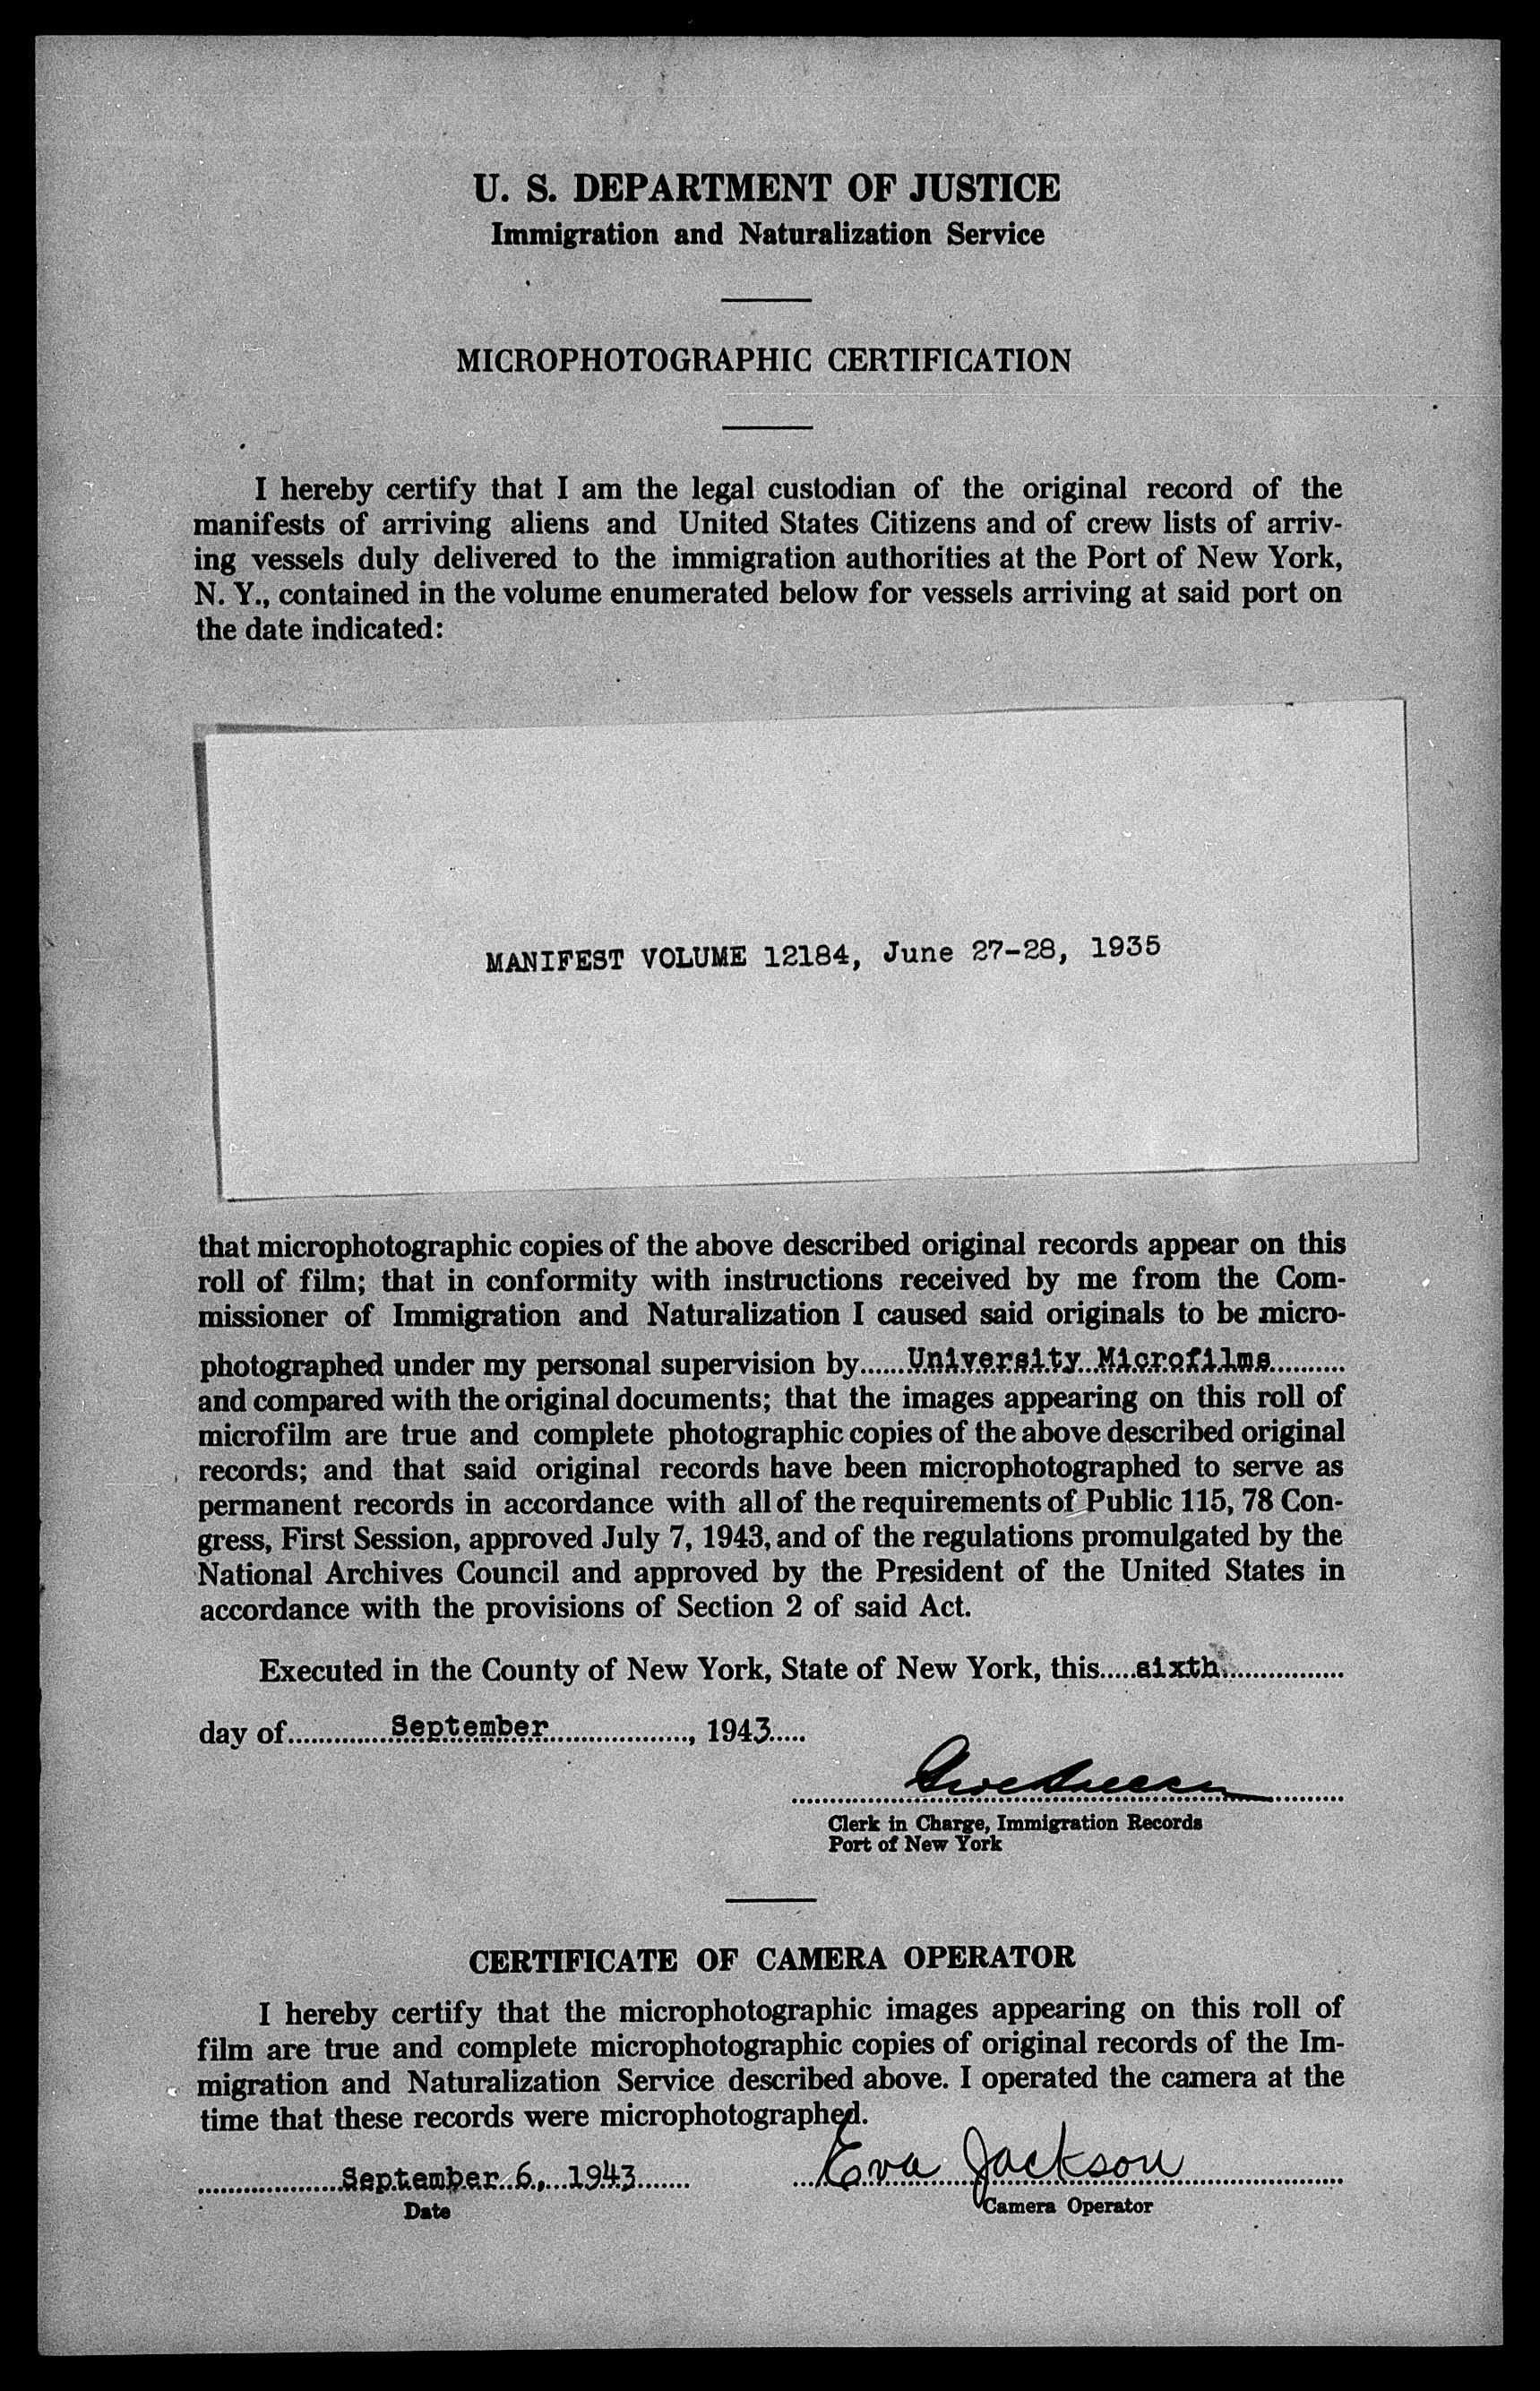 U. S. DEPARTMENT OF JUSTICE
Immigration and Naturalization Service
MICROPHOTOGRAPHIC CERTIFICATION
I hereby certify that I am the legal custodian of the original record of the
manifests of arriving aliens and United States Citizens and of crew lists of arriv-
ing vessels duly delivered to the immigration authorities at the Port of New York,
N. Y., contained in the volume enumerated below for vessels arriving at said port on
the date indicated:
MANIFEST VOLUME 12184, June 27-28, 1935
that microphotographic copies of the above described original records appear on this
roll of film; that in conformity with instructions received by me from the Com-
missioner of Immigration and Naturalization I caused said originals to be micro-
photographed under my personal supervision by......University Microfilms..........
and compared with the original documents; that the images appearing on this roll of
microfilm are true and complete photographic copies of the above described original
records; and that said original records have been microphotographed to serve as
permanent records in accordance with all of the requirements of Public 115, 78 Con-
gress, First Session, approved July 7, 1943, and of the regulations promulgated by the
National Archives Council and approved by the President of the United States in
accordance with the provisions of Section 2 of said Act.
Executed in the County of New York, State of New York, this.....sixth................
day of.............September..................., 1943.....
Clerk in Charge, Immigration Records
Port of New York
CERTIFICATE OF CAMERA OPERATOR
I hereby certify that the microphotographic images appearing on this roll of
film are true and complete microphotographic copies of original records of the Im-
migration and Naturalization Service described above. I operated the camera at the
time that these records were microphotographed.
September 6, 1943 Eva Jackson
Date Camera Operator